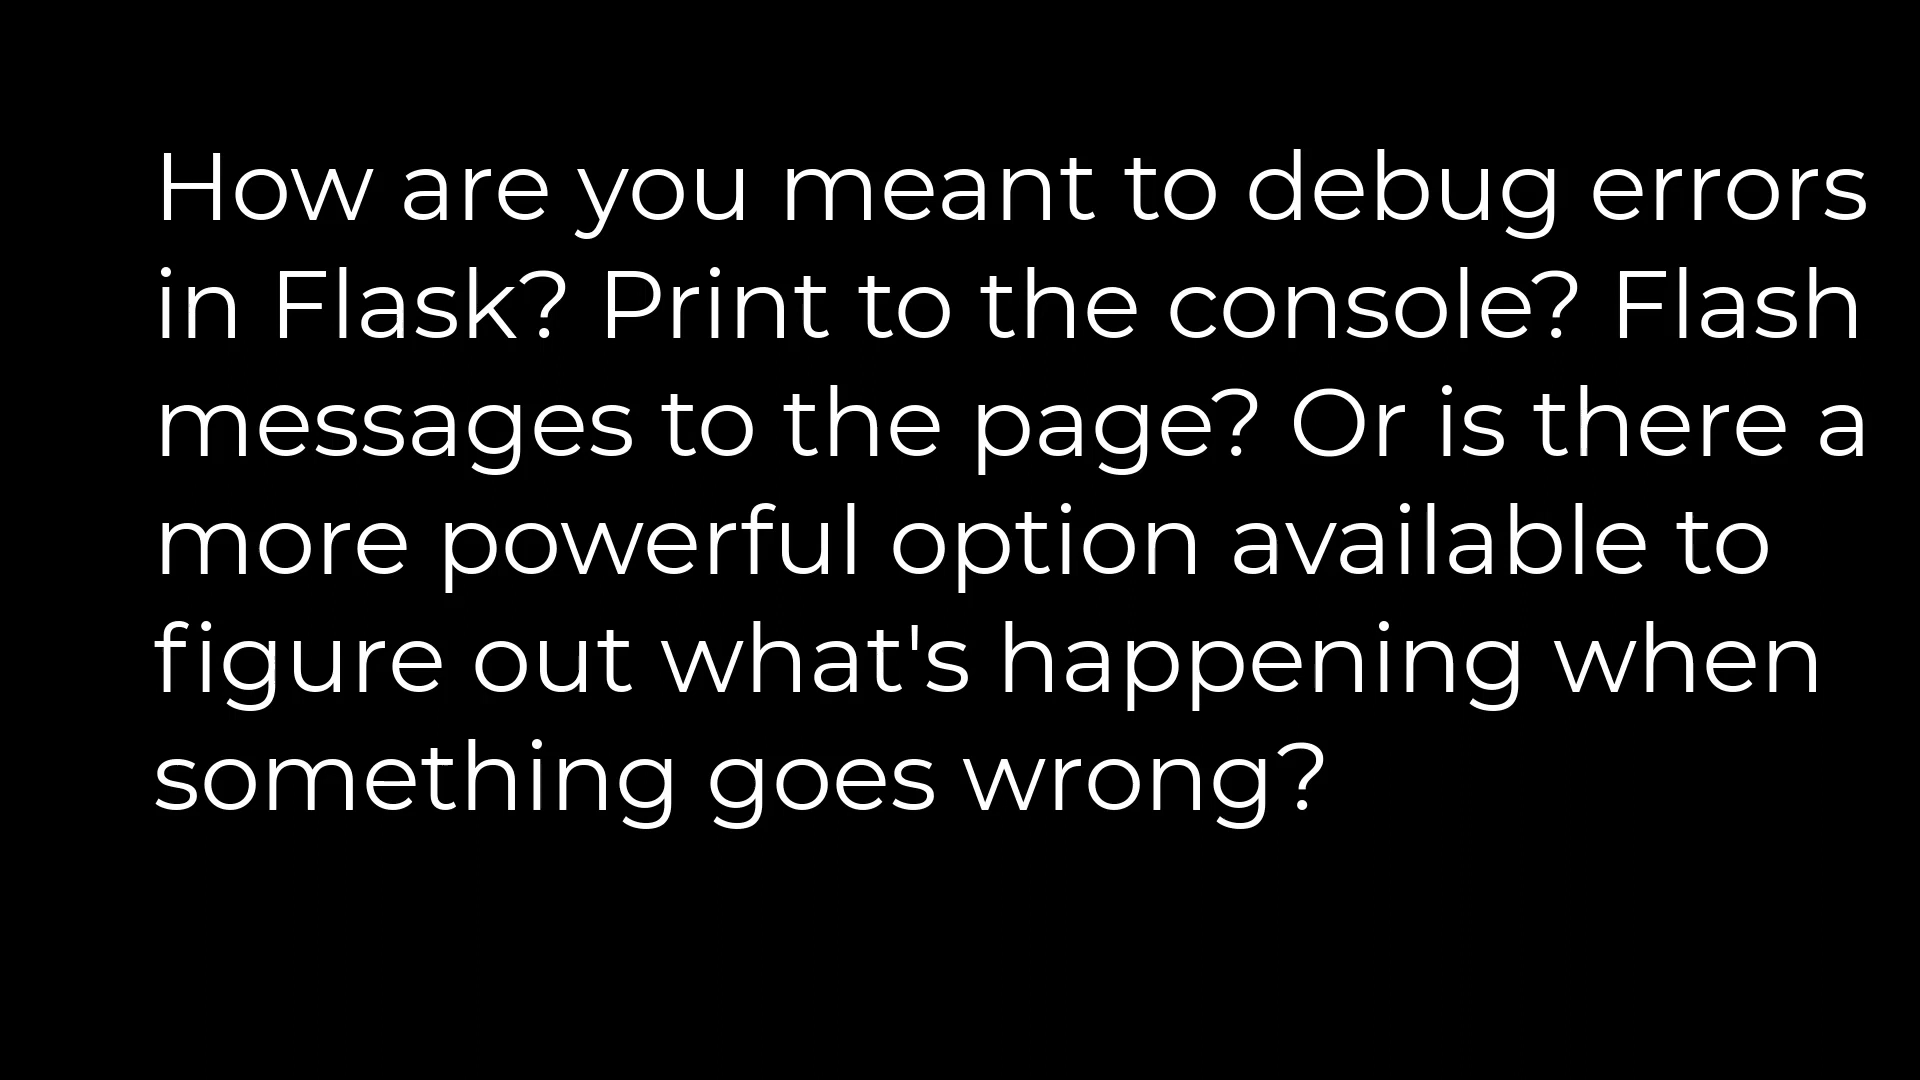 How are you meant to debug errors
in Flask? Print to the console? Flash
messages to the page? Or is there a
more powerful option available to
figure out what's happening when
something goes wrong?